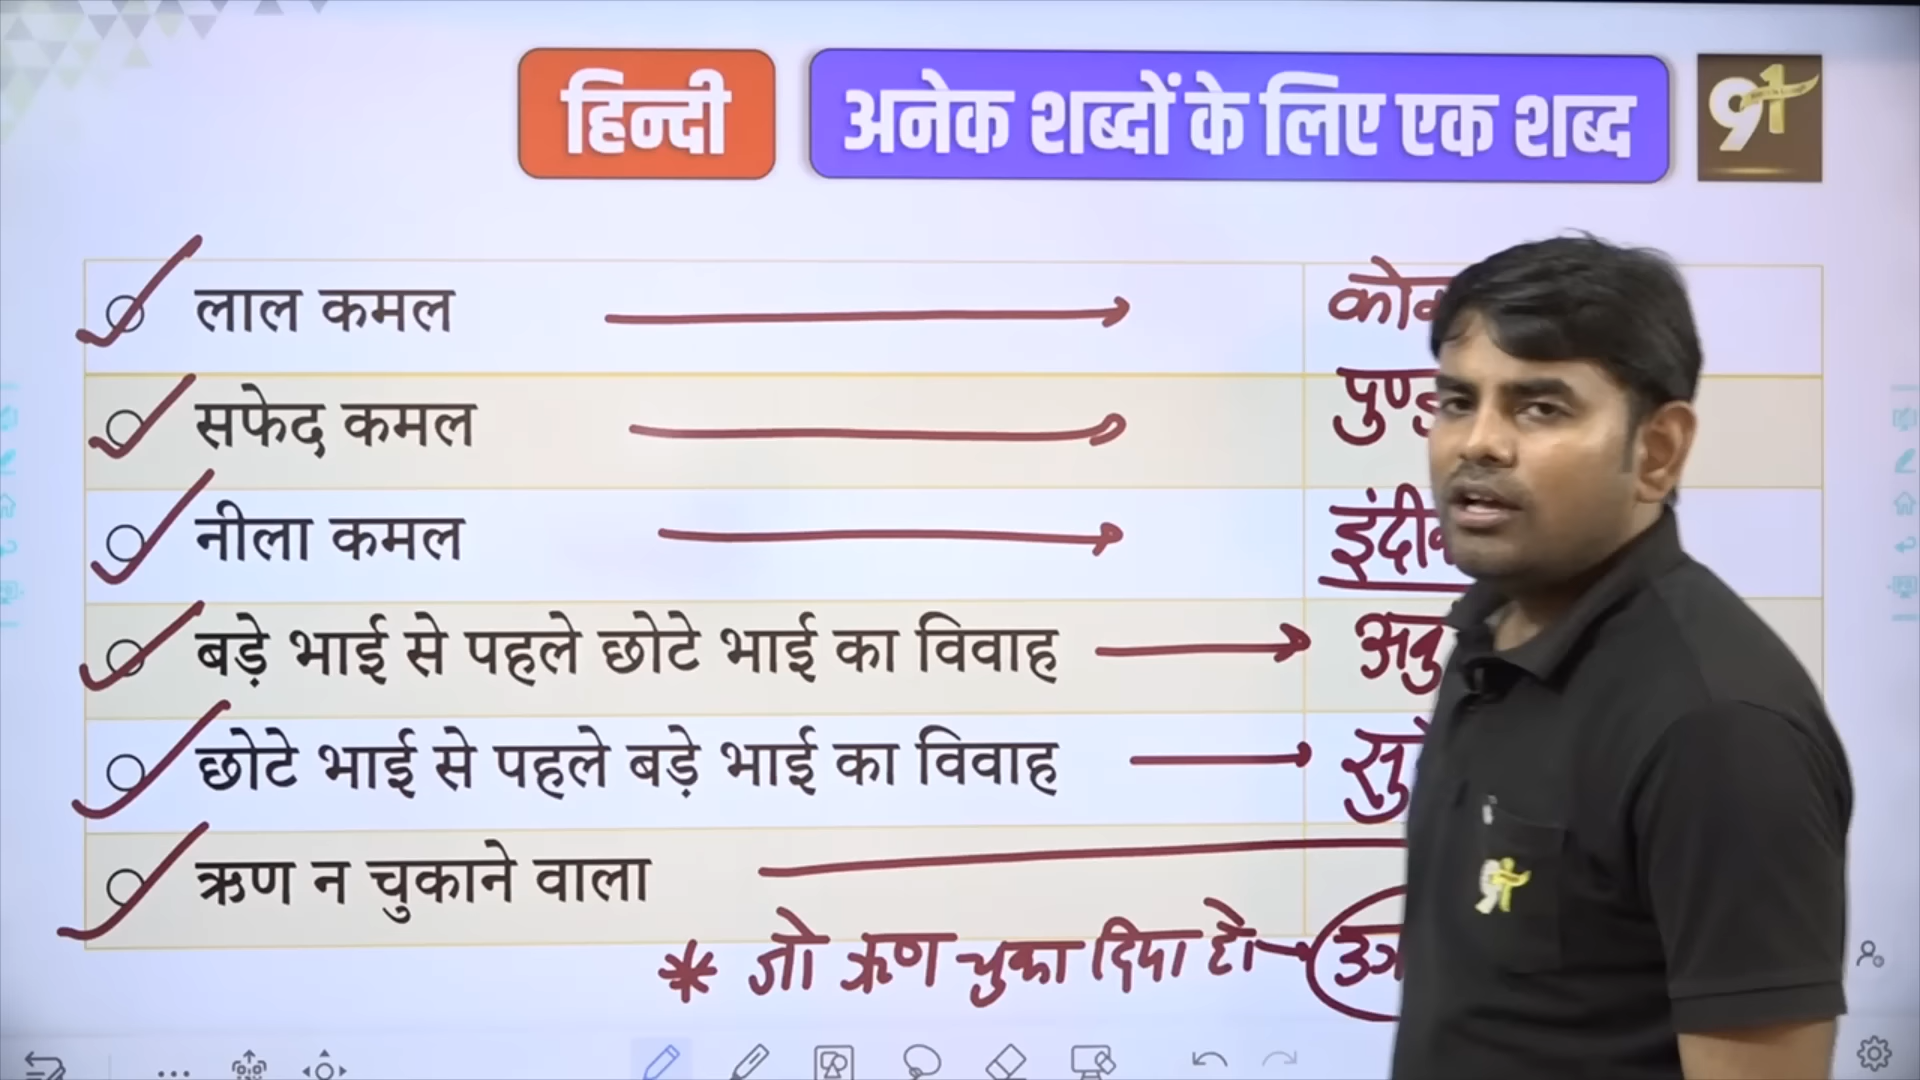 हिन्दी
अनेक शब्दों के लिए एक शब्द
लाल कमल
सफेद कमल
नीला कमल
बड़े भाई से पहले छोटे भाई का विवाह
छोटे भाई से पहले बड़े भाई का विवाह
ऋण न चुकाने वाला
* जो ऋण चुका दिया हो